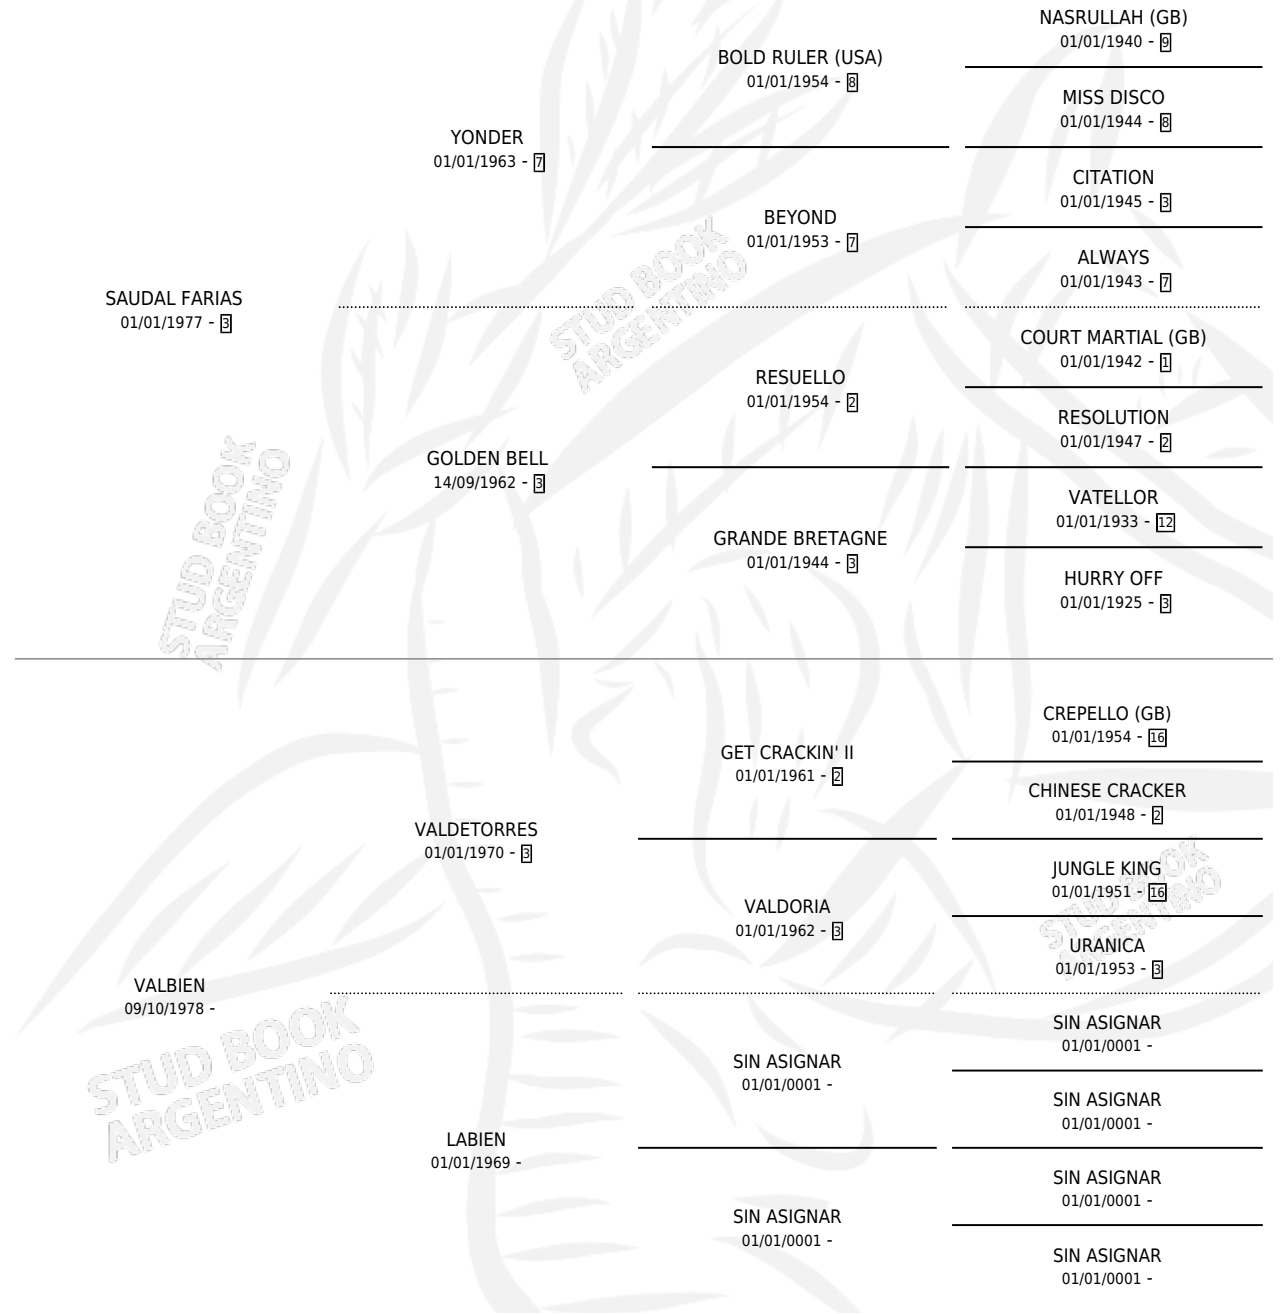 NASRULLAH (GB)
01/01/1940 - 9
BOLD RULER (USA)
01/01/1954 - 8
MISS DISCO
01/01/1944 - 8
YONDER
01/01/1963 - 7
CITATION
01/01/1945 - 3
BEYOND
01/01/1953 - 7
ALWAYS
01/01/1943 - 7
SAUDAL FARIAS
01/01/1977 - 3
COURT MARTIAL (GB)
01/01/1942 - 1
RESUELLO
01/01/1954 - 2
RESOLUTION
01/01/1947 - 2
GOLDEN BELL
14/09/1962 - 3
VATELLOR
01/01/1933 - 12
GRANDE BRETAGNE
01/01/1944 - 3
HURRY OFF
01/01/1925 - 3
STUD BOOK
ARGENTINO
STUD BOOK
ARGENTINO
CREPELLO (GB)
01/01/1954 - 16
GET CRACKIN' II
01/01/1961 - 2
CHINESE CRACKER
01/01/1948 - 2
VALDETORRES
01/01/1970 - 3
JUNGLE KING
01/01/1951 - 16
VALDORIA
01/01/1962 - 3
URANICA
01/01/1953 - 3
STUD BOOK
ARGENTINO
VALBIEN
09/10/1978 -
SIN ASIGNAR
01/01/0001 -
SIN ASIGNAR
01/01/0001 -
SIN ASIGNAR
01/01/0001 -
LABIEN
01/01/1969 -
SIN ASIGNAR
01/01/0001 -
SIN ASIGNAR
01/01/0001 -
SIN ASIGNAR
01/01/0001 -
STUD BOOK
ARGENTINO